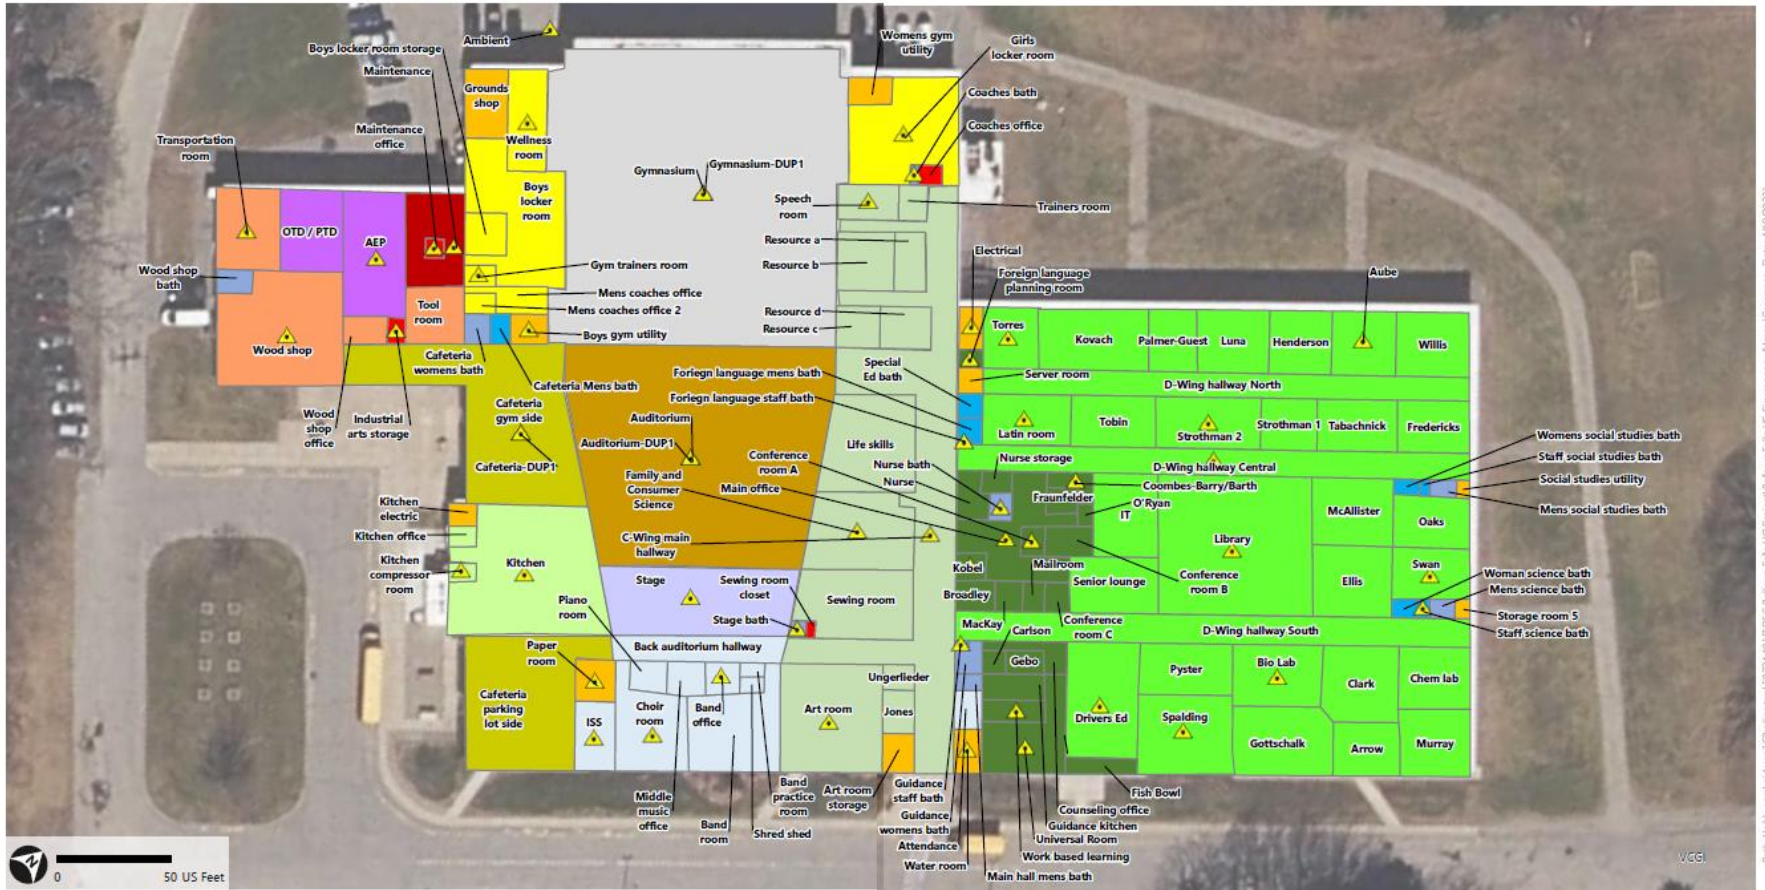 Ambient
Boys locker room storage
Maintenance
Womens gym
utility
Girls
locker room
Grounds
shop
Coaches bath
Coaches office
Transportation
room
Maintenance
office
Wellness
room
Gymnasium
Gymnasium-DUP1
Boys
locker
room
Speech
room
Trainers room
OTD / PTD
AEP
Resource a
Resource b
Electrical
Foreign language
planning room
Aube
Wood shop
bath
Gym trainers room
Mens coaches office
Mens coaches office 2
Tool
room
Resource d
Resource c
Boys gym utility
Torres
Kovach
Palmer-Guest
Luna
Henderson
Willis
Wood shop
Cafeteria
womens bath
Cafeteria Mens bath
Foriegn language mens bath
Special
Ed bath
Server room
D-Wing hallway North
Foriegn language staff bath
Wood
shop
office
Industrial
arts storage
Cafeteria
gym side
Auditorium
Auditorium-DUP1
Life skills
Latin room
Tobin
Strothman 2
Strothman 1
Tabachnick
Fredericks
Womens social studies bath
Staff social studies bath
Social studies utility
Mens social studies bath
Cafeteria-DUP1
Conference
room A
Nurse storage
Nurse bath
Nurse
D-Wing hallway Central
Family and
Consumer
Science
Main office
Coombes-Barry/Barth
Fraunfelder
O'Ryan
IT
McAllister
Oaks
Kitchen
electric
Kitchen office
C-Wing main
hallway
Library
Kitchen
compressor
room
Kitchen
Stage
Sewing room
closet
Kobel
Mailroom
Senior lounge
Conference
room B
Ellis
Swan
Woman science bath
Mens science bath
Storage room 5
Staff science bath
Piano
room
Sewing room
Broadley
Stage bath
MacKay
Carlson
Conference
room C
D-Wing hallway South
Paper
room
Back auditorium hallway
Gebo
Ungerlieder
Pyster
Bio Lab
Clark
Chem lab
Cafeteria
parking
lot side
ISS
Choir
room
Band
office
Art room
Jones
Drivers Ed
Spalding
Gottschalk
Arrow
Murray
Middle
music
office
Band
room
Band
practice
room
Shred shed
Art room
storage
Guidance
staff bath
Guidance
womens bath
Attendance
Water room
Fish Bowl
Counseling office
Guidance kitchen
Universal Room
Work based learning
Main hall mens bath
N
0
50 US Feet
VCGI